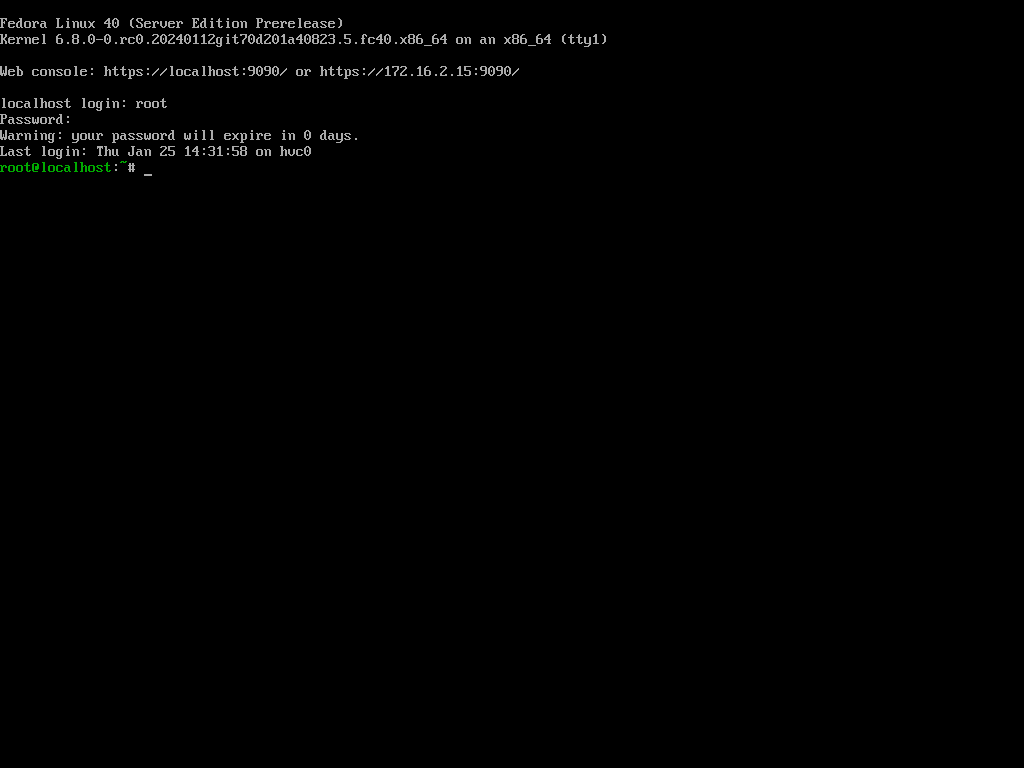 Fedora Linux 40 (Server Edition Prerelease)
Kernel 6.8.0-0.rc0.20240112git70d201a40823.5.fc40.x86_64 on an x86_64 (tty1)
Web console: https://localhost:9090/ or https://172.16.2.15:9090/
localhost login: root
Password:
Warning: your password will expire in 0 days.
Last login: Thu Jan 25 14:31:58 on hvc0
root@localhost:~# _